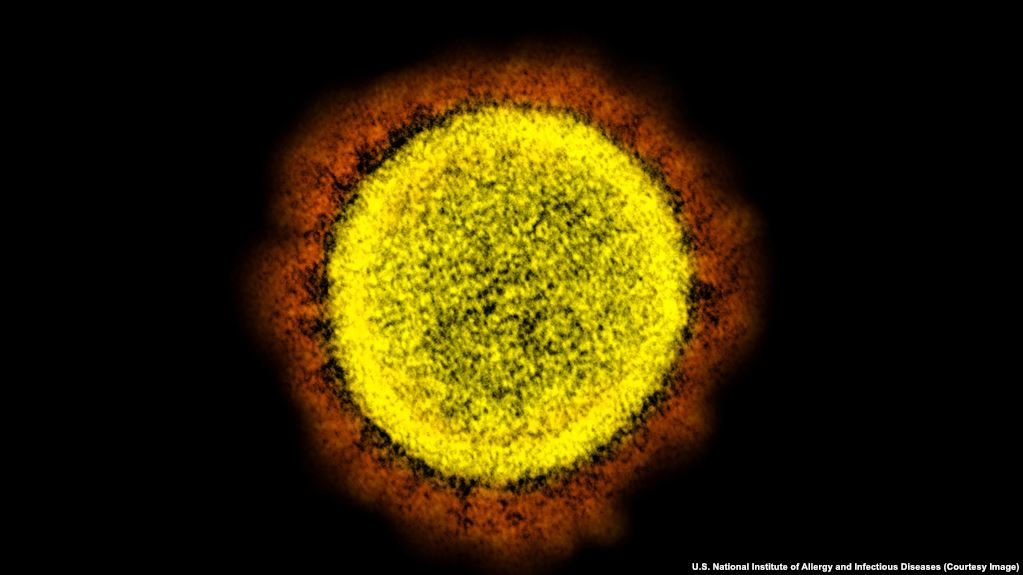 U.S. National Institute of Allergy and Infectious Diseases (Courtesy Image)